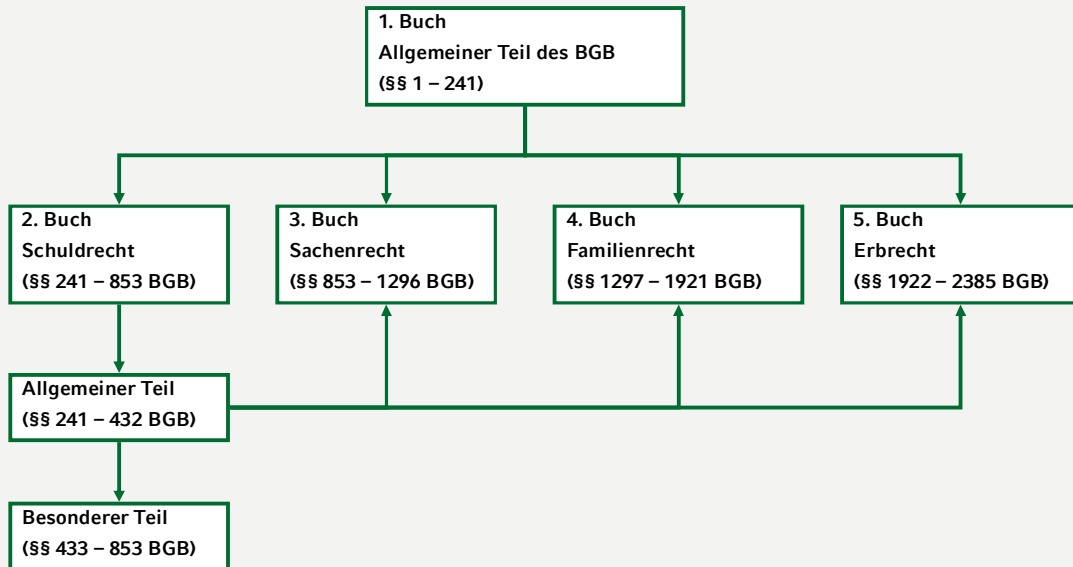 1. Buch
Allgemeiner Teil des BGB
(§§ 1 – 241)
2. Buch
Schuldrecht
(§§ 241 – 853 BGB)
3. Buch
Sachenrecht
(§§ 853 – 1296 BGB)
4. Buch
Familienrecht
(§§ 1297 – 1921 BGB)
5. Buch
Erbrecht
(§§ 1922 – 2385 BGB)
Allgemeiner Teil
(§§ 241 – 432 BGB)
Besonderer Teil
(§§ 433 – 853 BGB)